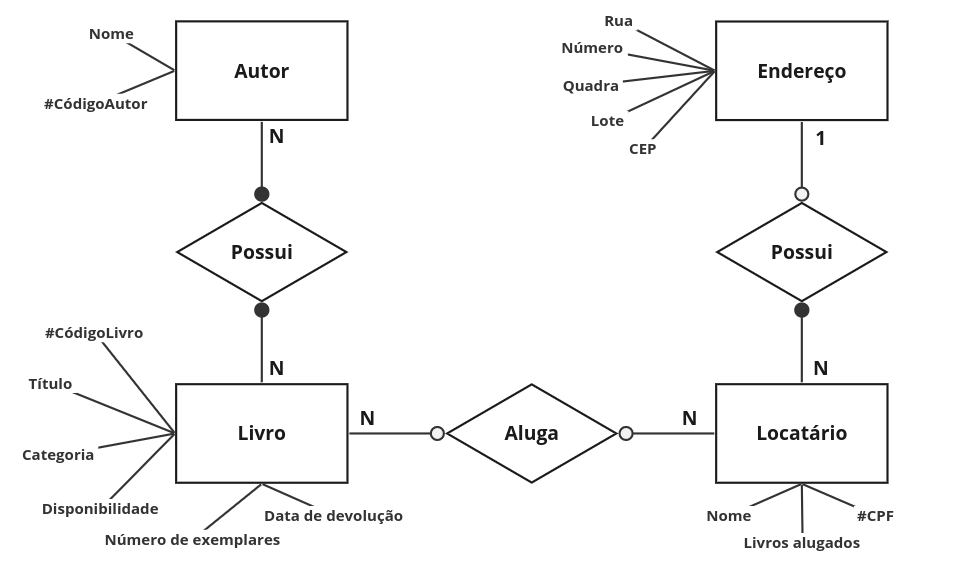 Nome
#CódigoAutor
Autor
N
Possui
N
Rua
Número
Quadra
Lote
CEP
Endereço
1
Possui
N
#CódigoLivro
Título
Categoria
Disponibilidade
Número de exemplares
Data de devolução
Livro
N
Aluga
N
Locatário
Nome
Livros alugados
#CPF